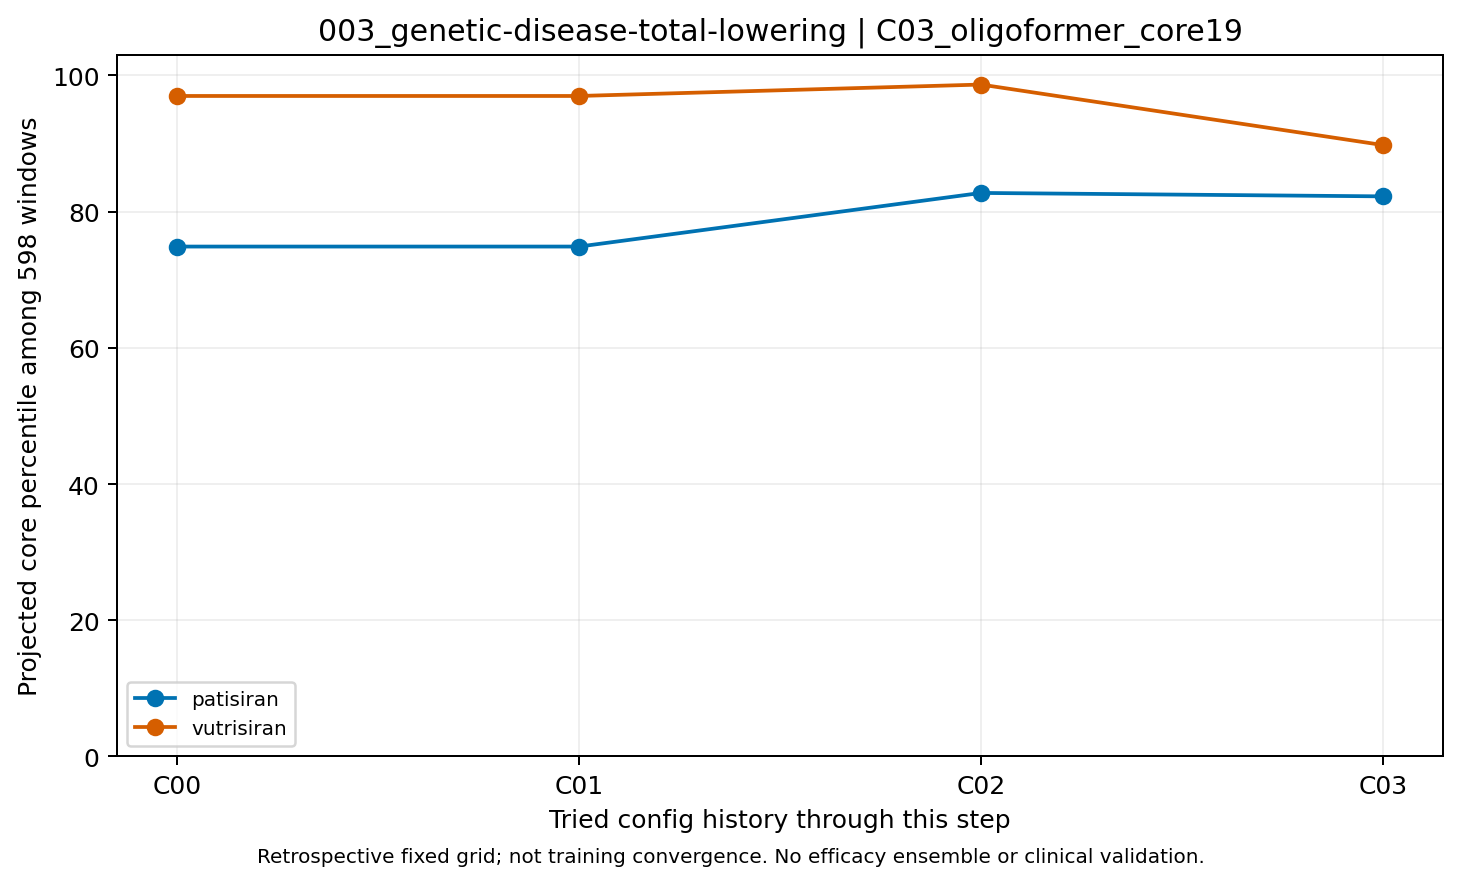 003_genetic-disease-total-lowering | C03_oligoformer_core19
Projected core percentile among 598 windows
100
80
60
40
20
0
patisiran
vutrisiran
C00
C01
C02
C03
Tried config history through this step
Retrospective fixed grid; not training convergence. No efficacy ensemble or clinical validation.